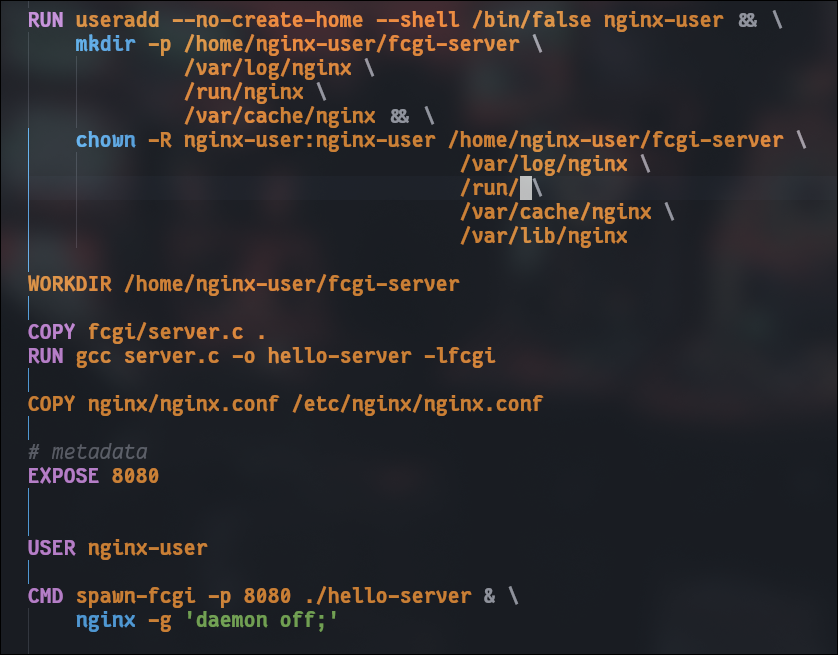 RUN useradd --no-create-home --shell /bin/false nginx-user && \
    mkdir -p /home/nginx-user/fcgi-server \
             /var/log/nginx \
             /run/nginx \
             /var/cache/nginx && \
    chown -R nginx-user:nginx-user /home/nginx-user/fcgi-server \
                                    /var/log/nginx \
                                    /run/ \
                                    /var/cache/nginx \
                                    /var/lib/nginx
WORKDIR /home/nginx-user/fcgi-server
COPY fcgi/server.c .
RUN gcc server.c -o hello-server -lfcgi
COPY nginx/nginx.conf /etc/nginx/nginx.conf
# metadata
EXPOSE 8080
USER nginx-user
CMD spawn-fcgi -p 8080 ./hello-server & \
    nginx -g 'daemon off;'